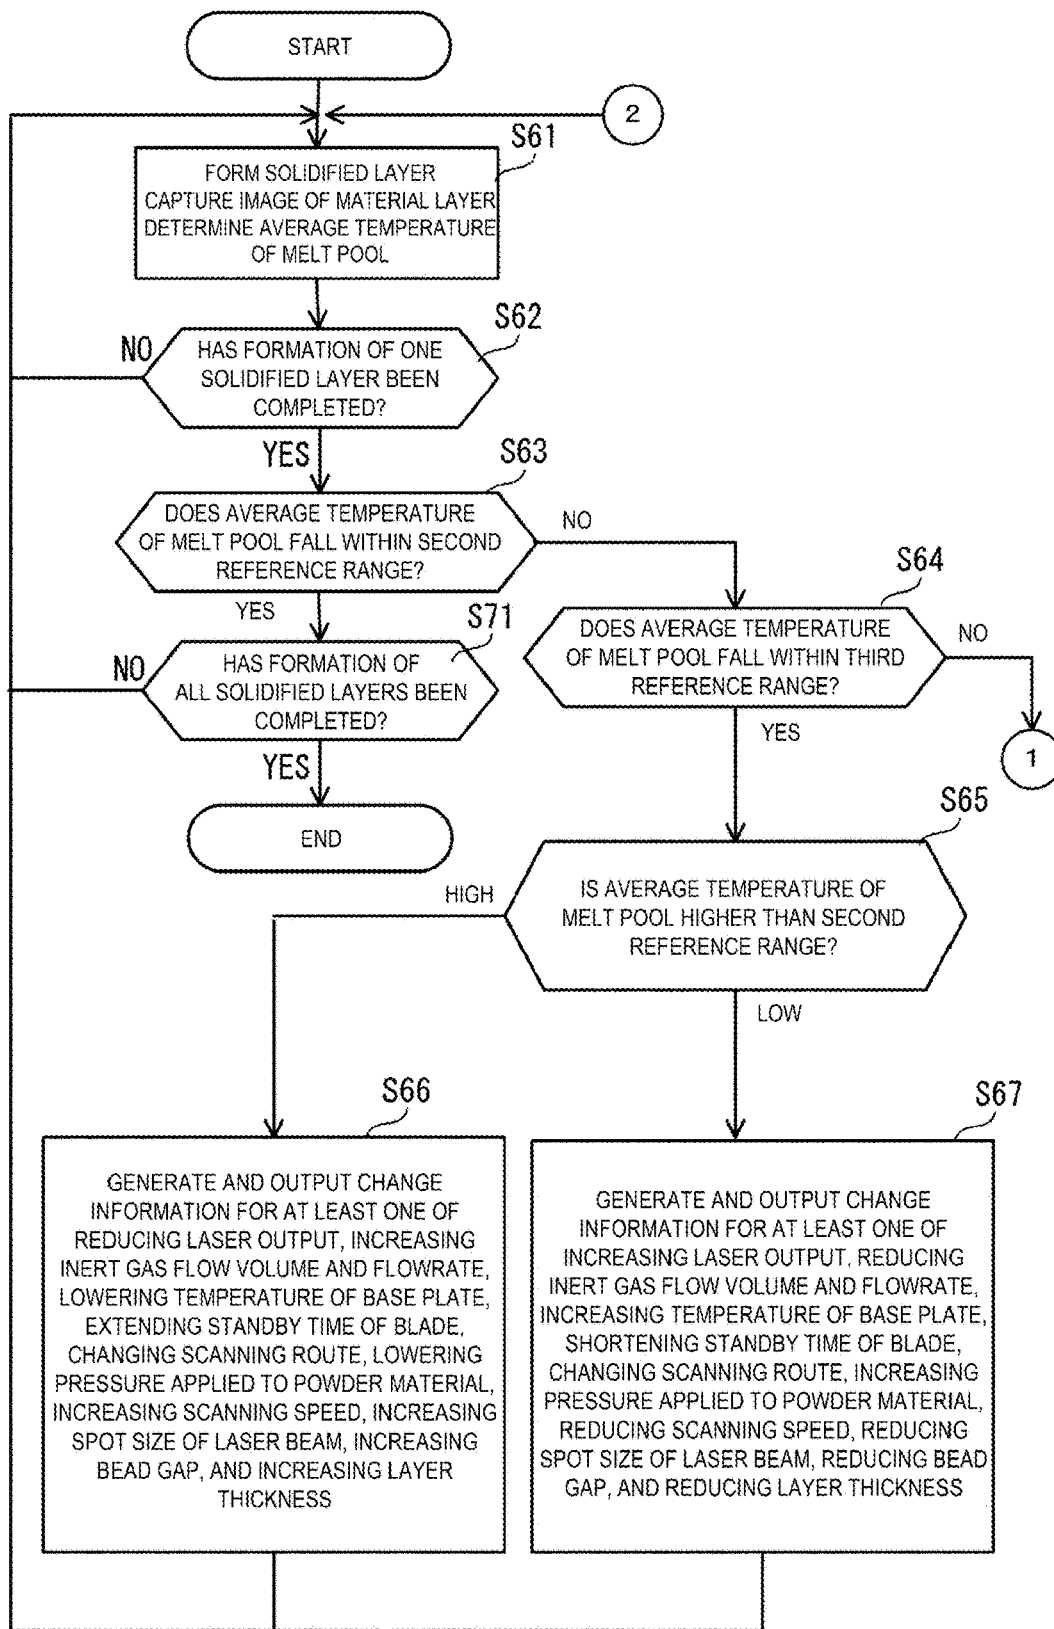 START
2
S61
FORM SOLIDIFIED LAYER
CAPTURE IMAGE OF MATERIAL LAYER
DETERMINE AVERAGE TEMPERATURE
OF MELT POOL
S62
NO
HAS FORMATION OF ONE
SOLIDIFIED LAYER BEEN
COMPLETED?
YES
S63
DOES AVERAGE TEMPERATURE
OF MELT POOL FALL WITHIN SECOND
REFERENCE RANGE?
NO
YES
S64
DOES AVERAGE TEMPERATURE
OF MELT POOL FALL WITHIN THIRD
REFERENCE RANGE?
NO
YES
1
S71
NO
HAS FORMATION OF
ALL SOLIDIFIED LAYERS BEEN
COMPLETED?
YES
END
S65
IS AVERAGE TEMPERATURE OF
MELT POOL HIGHER THAN SECOND
REFERENCE RANGE?
HIGH
LOW
S66
GENERATE AND OUTPUT CHANGE
INFORMATION FOR AT LEAST ONE OF
REDUCING LASER OUTPUT, INCREASING
INERT GAS FLOW VOLUME AND FLOWRATE,
LOWERING TEMPERATURE OF BASE PLATE,
EXTENDING STANDBY TIME OF BLADE,
CHANGING SCANNING ROUTE, LOWERING
PRESSURE APPLIED TO POWDER MATERIAL,
INCREASING SCANNING SPEED, INCREASING
SPOT SIZE OF LASER BEAM, INCREASING
BEAD GAP, AND INCREASING LAYER
THICKNESS
S67
GENERATE AND OUTPUT CHANGE
INFORMATION FOR AT LEAST ONE OF
INCREASING LASER OUTPUT, REDUCING
INERT GAS FLOW VOLUME AND FLOWRATE,
INCREASING TEMPERATURE OF BASE PLATE,
SHORTENING STANDBY TIME OF BLADE,
CHANGING SCANNING ROUTE, INCREASING
PRESSURE APPLIED TO POWDER MATERIAL,
REDUCING SCANNING SPEED, REDUCING
SPOT SIZE OF LASER BEAM, REDUCING BEAD
GAP, AND REDUCING LAYER THICKNESS